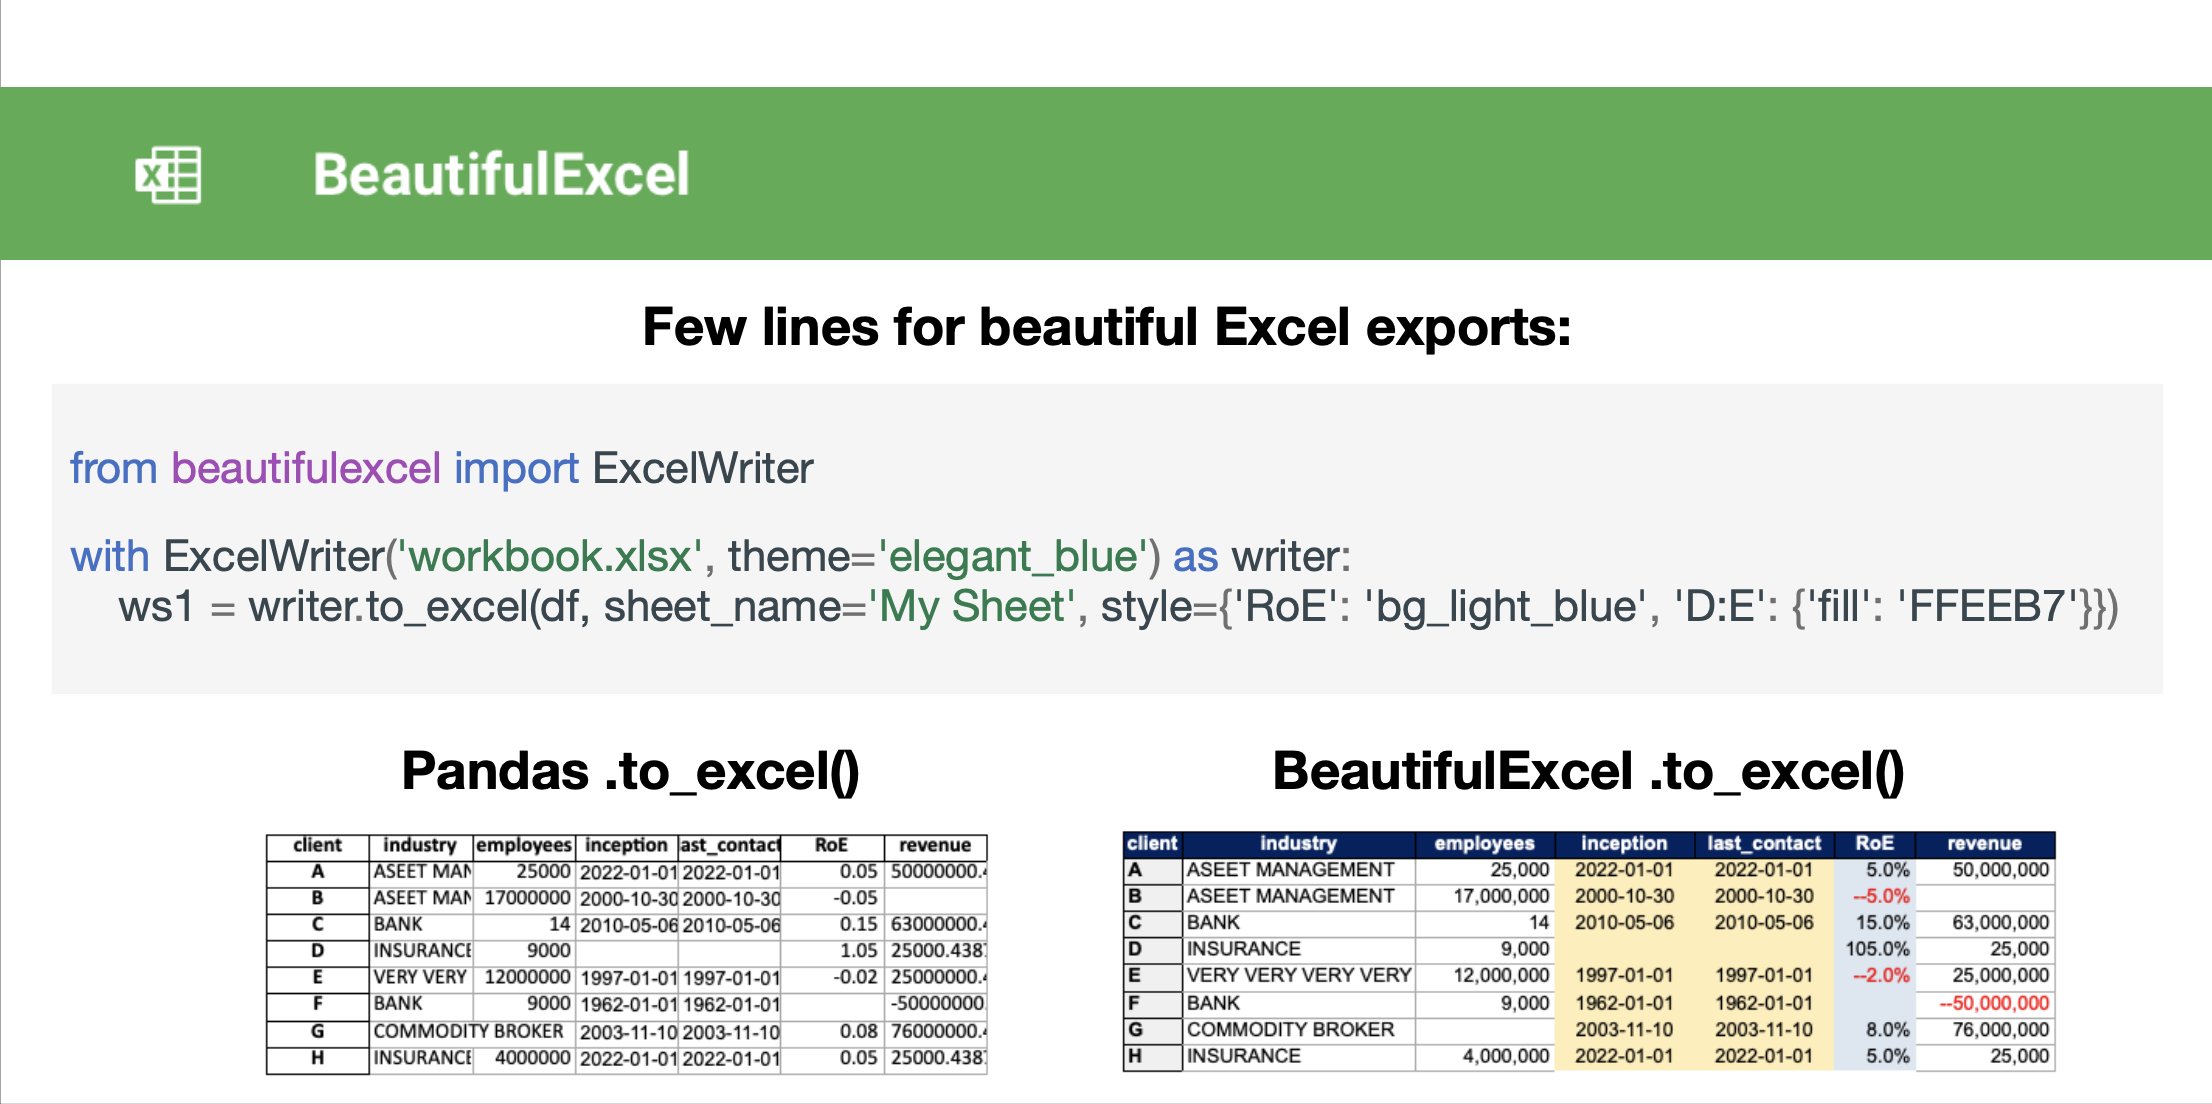 BeautifulExcel
Few lines for beautiful Excel exports:
from beautifulexcel import ExcelWriter
with ExcelWriter('workbook.xlsx', theme='elegant_blue') as writer:
ws1 = writer.to_excel(df, sheet_name='My Sheet', style={'RoE': 'bg_light_blue', 'D:E': {'fill': 'FFEEB7'}})
Pandas .to_excel()
client industry employees inception ast_contact RoE revenue
A ASEET MAN 25000 2022-01-01 2022-01-01 0.05 50000000.4
B ASEET MAN 17000000 2000-10-30 2000-10-30 -0.05
C BANK 14 2010-05-06 2010-05-06 0.15 63000000.4
D INSURANCE 9000 1.05 25000.4387
E VERY VERY 12000000 1997-01-01 1997-01-01 -0.02 25000000.4
F BANK 9000 1962-01-01 1962-01-01 -50000000.
G COMMODITY BROKER 2003-11-10 2003-11-10 0.08 76000000.4
H INSURANCE 4000000 2022-01-01 2022-01-01 0.05 25000.4387
BeautifulExcel .to_excel()
client industry employees inception last_contact RoE revenue
A ASEET MANAGEMENT 25,000 2022-01-01 2022-01-01 5.0% 50,000,000
B ASEET MANAGEMENT 17,000,000 2000-10-30 2000-10-30 --5.0%
C BANK 14 2010-05-06 2010-05-06 15.0% 63,000,000
D INSURANCE 9,000 105.0% 25,000
E VERY VERY VERY VERY 12,000,000 1997-01-01 1997-01-01 --2.0% 25,000,000
F BANK 9,000 1962-01-01 1962-01-01 --50,000,000
G COMMODITY BROKER 2003-11-10 2003-11-10 8.0% 76,000,000
H INSURANCE 4,000,000 2022-01-01 2022-01-01 5.0% 25,000